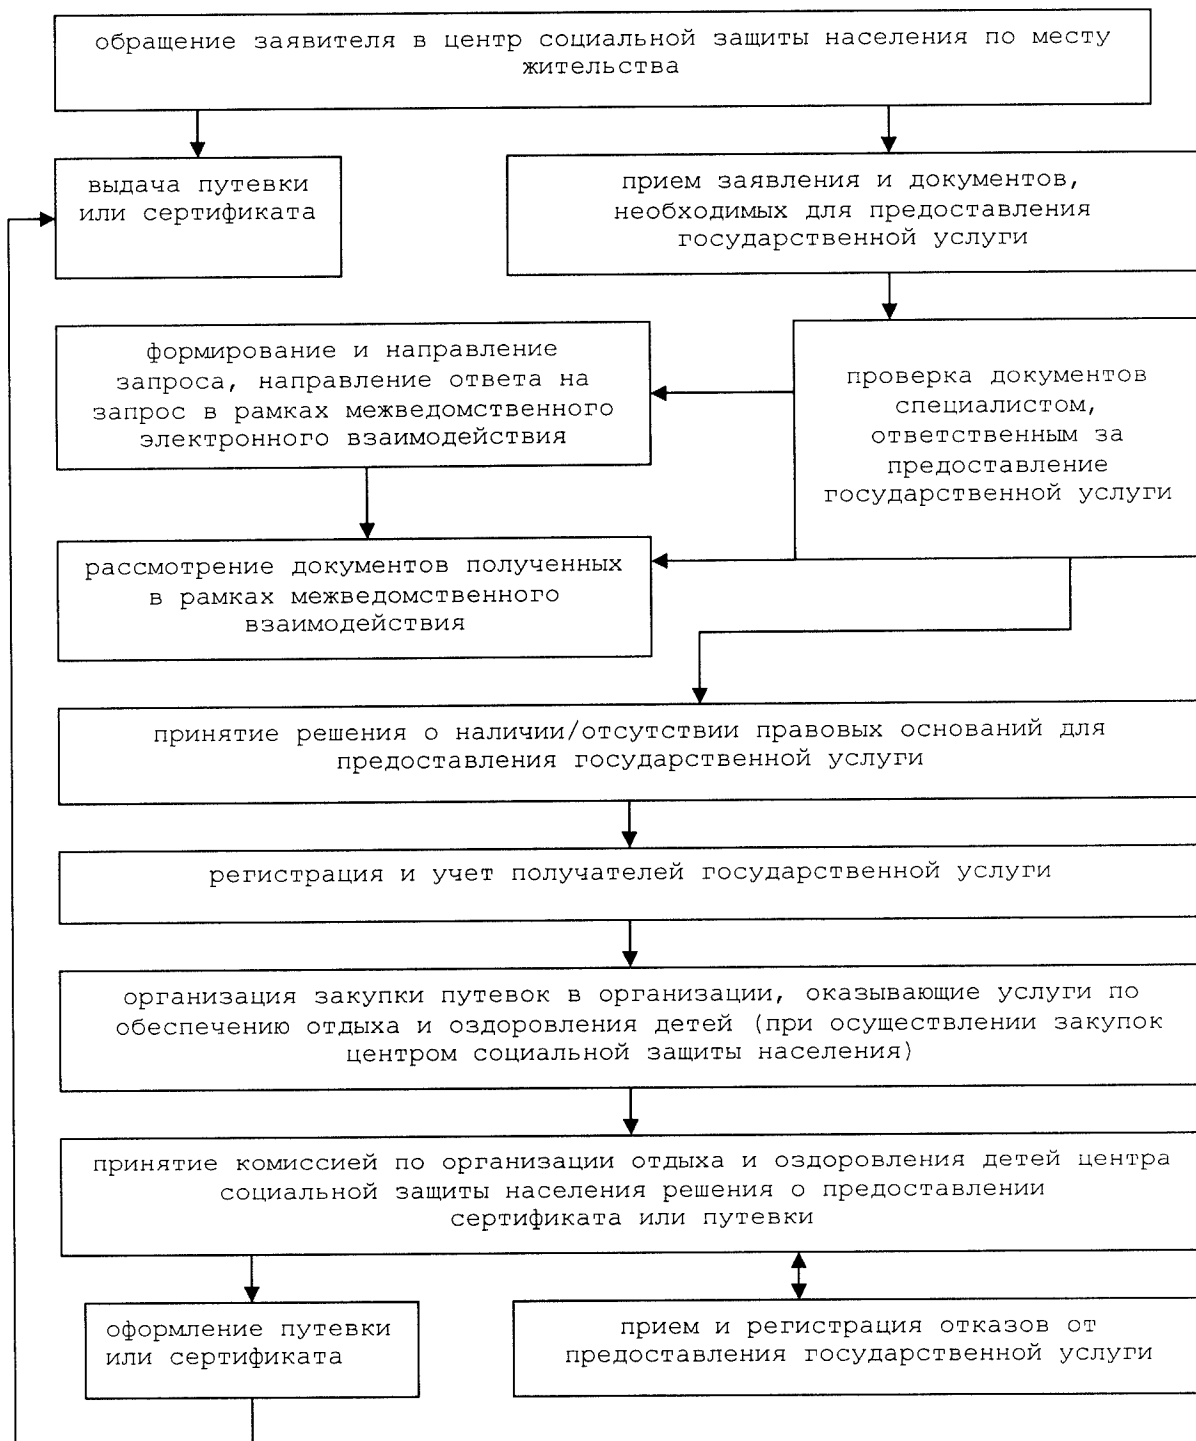 обращение заявителя в центр социальной защиты населения по месту
жительства
выдача путевки
или сертификата
прием заявления и документов,
необходимых для предоставления
государственной услуги
формирование и направление
запроса, направление ответа на
запрос в рамках межведомственного
электронного взаимодействия
проверка документов
специалистом,
ответственным за
предоставление
государственной услуги
рассмотрение документов полученных
в рамках межведомственного
взаимодействия
принятие решения о наличии/отсутствии правовых оснований для
предоставления государственной услуги
регистрация и учет получателей государственной услуги
организация закупки путевок в организации, оказывающие услуги по
обеспечению отдыха и оздоровления детей (при осуществлении закупок
центром социальной защиты населения)
принятие комиссией по организации отдыха и оздоровления детей центра
социальной защиты населения решения о предоставлении
сертификата или путевки
оформление путевки
или сертификата
прием и регистрация отказов от
предоставления государственной услуги